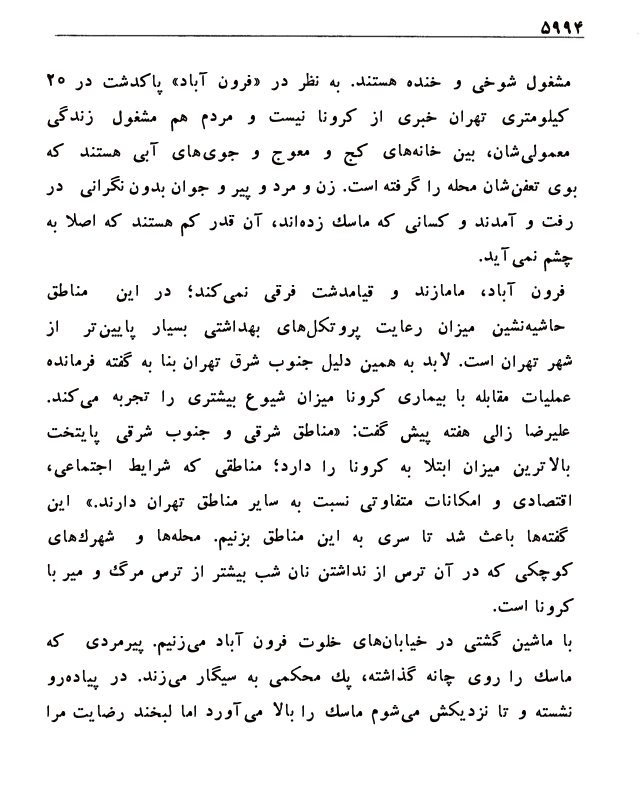 ۵۹۹۴
مشغول شوخی و خنده هستند. به نظر در «فرون آباد» پاکدشت در ۲۵
کیلومتری تهران خبری از کرونا نیست و مردم هم مشغول زندگی
معمولی‌شان، بین خانه‌های کج و معوج و جوی‌های آبی هستند که
بوی تعفن‌شان محله را گرفته است. زن و مرد و پیر و جوان بدون نگرانی در
رفت و آمدند و کسانی که ماسک زده‌اند، آن قدر کم هستند که اصلا به
چشم نمی‌آید.
فرون آباد، مامازند و قیامدشت فرقی نمی‌کند؛ در این مناطق
حاشیه‌نشین میزان رعایت پروتکل‌های بهداشتی بسیار پایین‌تر از
شهر تهران است. لابد به همین دلیل جنوب شرق تهران بنا به گفته فرمانده
عملیات مقابله با بیماری کرونا میزان شیوع بیشتری را تجربه می‌کند.
علیرضا زالی هفته پیش گفت: «مناطق شرقی و جنوب شرقی پایتخت
بالاترین میزان ابتلا به کرونا را دارد؛ مناطقی که شرایط اجتماعی،
اقتصادی و امکانات متفاوتی نسبت به سایر مناطق تهران دارند.» این
گفته‌ها باعث شد تا سری به این مناطق بزنیم. محله‌ها و شهرك‌های
کوچکی که در آن ترس از نداشتن نان شب بیشتر از ترس مرگ و میر با
کرونا است.
با ماشین گشتی در خیابان‌های خلوت فرون آباد می‌زنیم. پیرمردی که
ماسك را روی چانه گذاشته، پك محکمی به سیگار می‌زند. در پیاده‌رو
نشسته و تا نزدیکش می‌شوم ماسك را بالا می‌آورد اما لبخند رضایت مرا